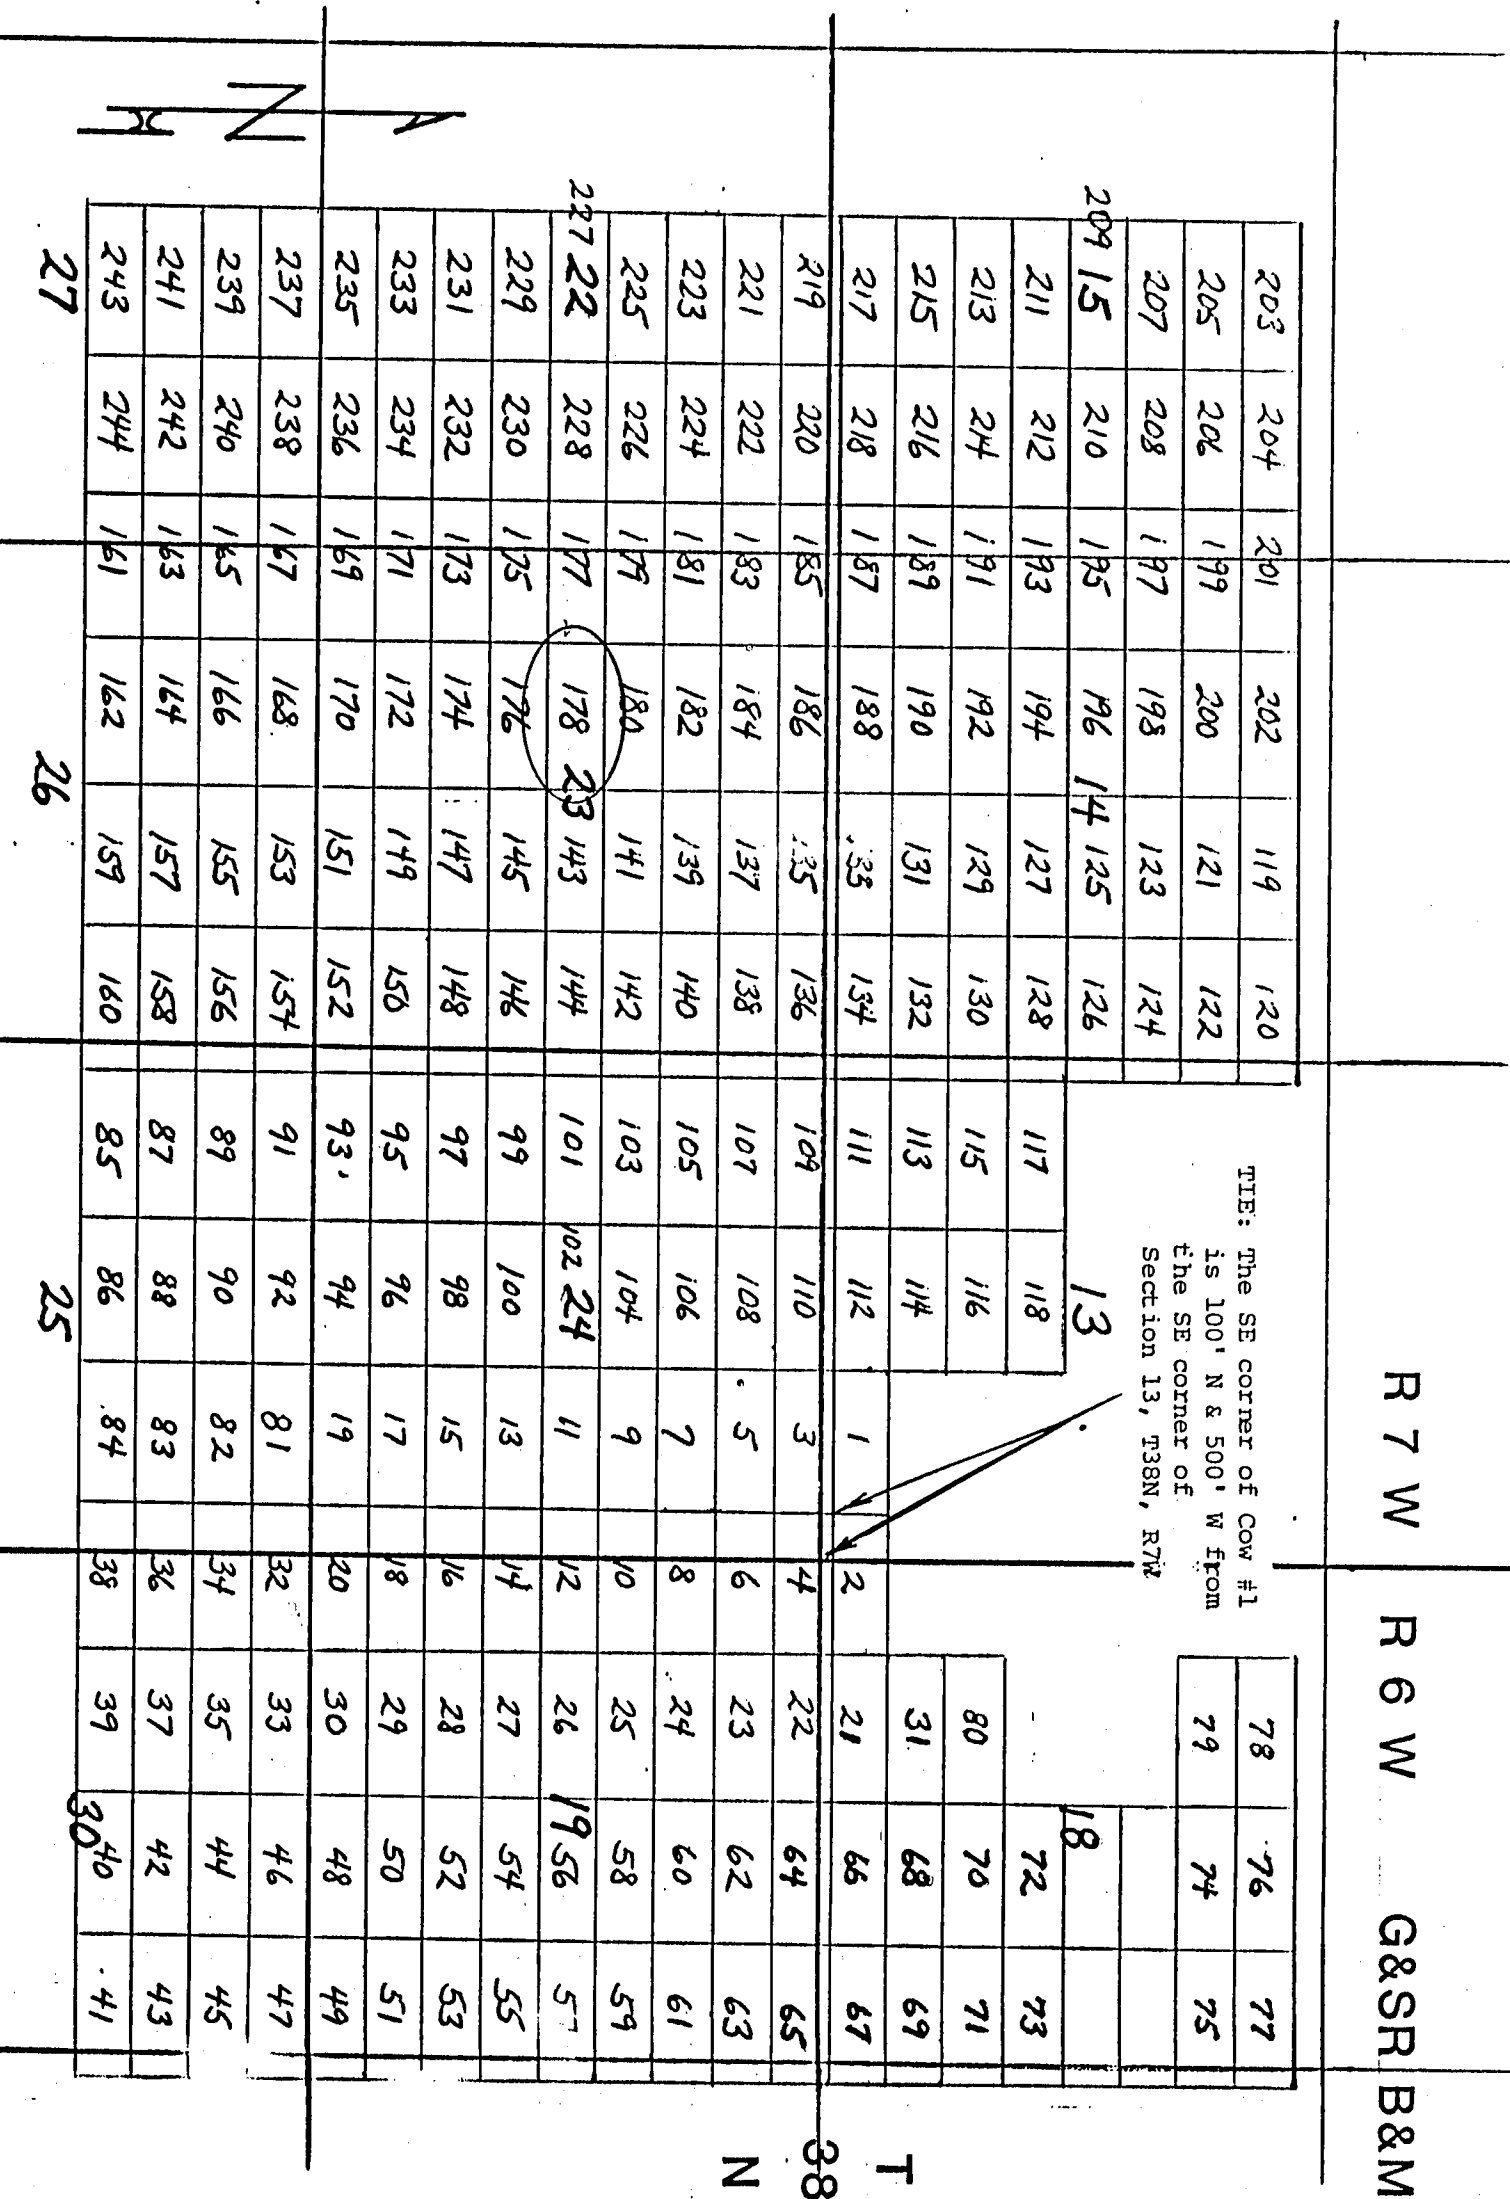 R 7 W R 6 W G&SR B&M
TIE: The SE corner of Cow #1
is 100' N & 500' W from
the SE corner of
Section 13, T38N, R7W
203 204 201 202 119 120 78 76 77
205 206 199 200 121 122 79 74 75
207 208 197 198 123 124
209 15 210 195 196 14 125 126 13 18
211 212 193 194 127 128 117 118 72 73
213 214 191 192 129 130 115 116 80 70 71
215 216 189 190 131 132 113 114 31 68 69
217 218 187 188 134 111 112 1 2 21 66 67
T
38
N
219 220 185 186 136 109 110 3 4 22 64 65
221 222 183 184 137 138 107 108 5 6 23 62 63
223 224 181 182 139 140 105 106 7 8 24 60 61
225 226 179 180 141 142 103 104 9 10 25 58 59
227 22 228 177 178 23 143 144 101 102 24 11 12 26 19 56
229 230 175 176 145 146 99 100 13 14 27 54 55
231 232 173 174 147 148 97 98 15 16 28 52 53
233 234 171 172 149 150 95 96 17 18 29 50 51
235 236 169 170 151 152 93 94 19 20 30 48 49
N
237 238 167 168 153 154 91 92 81 32 33 46 47
239 240 165 166 155 156 89 90 82 34 35 44 45
241 242 163 164 157 158 87 88 83 36 37 42 43
243 244 161 162 159 160 85 86 84 38 39 40 41
27 26 25 30